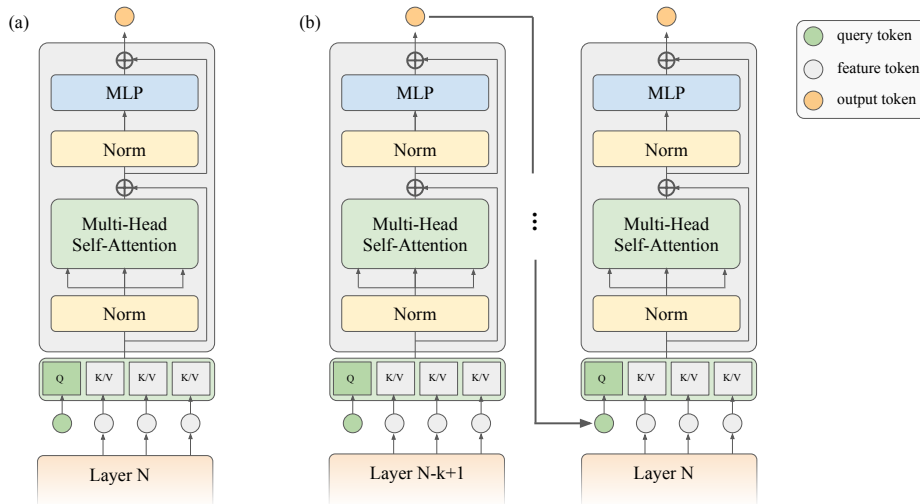 (a)
MLP
Norm
Multi-Head
Self-Attention
Norm
Q K/V K/V K/V
Layer N
(b)
MLP
Norm
Multi-Head
Self-Attention
Norm
Q K/V K/V K/V
Layer N-k+1
MLP
Norm
Multi-Head
Self-Attention
Norm
Q K/V K/V K/V
Layer N
query token
feature token
output token